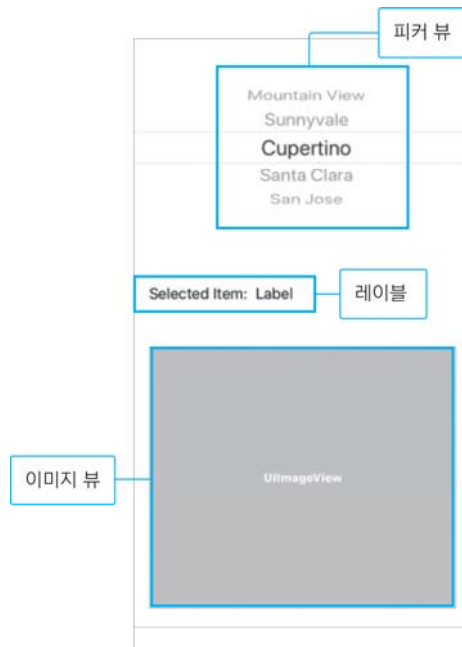 피커 뷰
Mountain View
Sunnyvale
Cupertino
Santa Clara
San Jose
Selected Item: Label
레이블
이미지 뷰
UIImageView